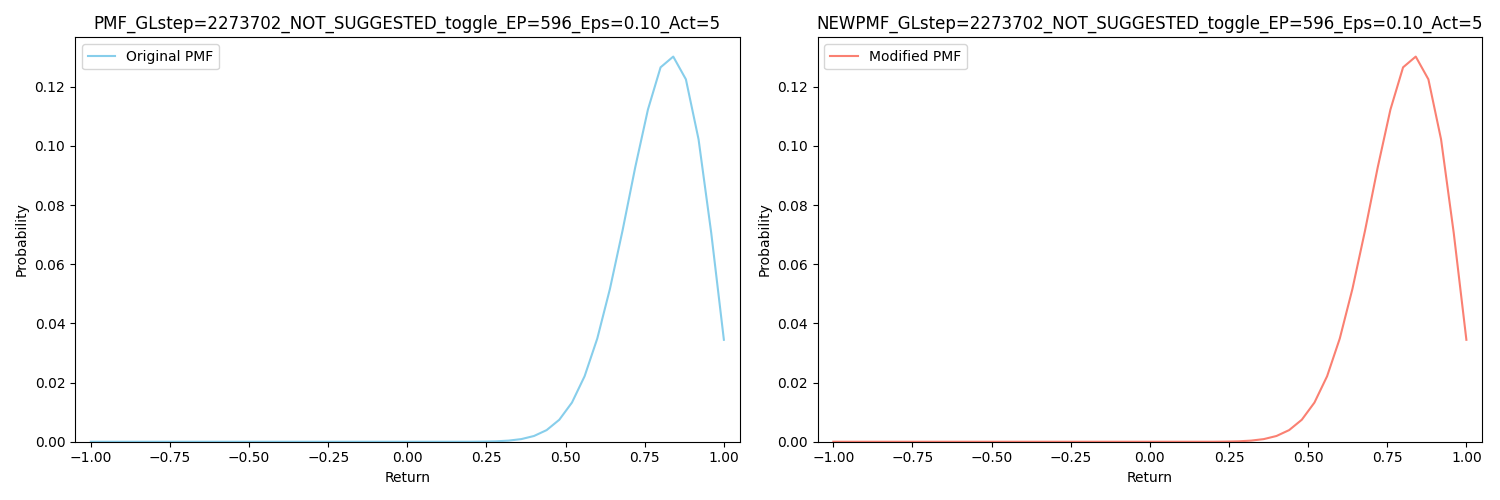 PMF_GLstep=2273702_NOT_SUGGESTED_toggle_EP=596_Eps=0.10_Act=5
Original PMF
Probability
0.12
0.10
0.08
0.06
0.04
0.02
0.00
−1.00 −0.75 −0.50 −0.25 0.00 0.25 0.50 0.75 1.00
Return
NEWPMF_GLstep=2273702_NOT_SUGGESTED_toggle_EP=596_Eps=0.10_Act=5
Modified PMF
Probability
0.12
0.10
0.08
0.06
0.04
0.02
0.00
−1.00 −0.75 −0.50 −0.25 0.00 0.25 0.50 0.75 1.00
Return